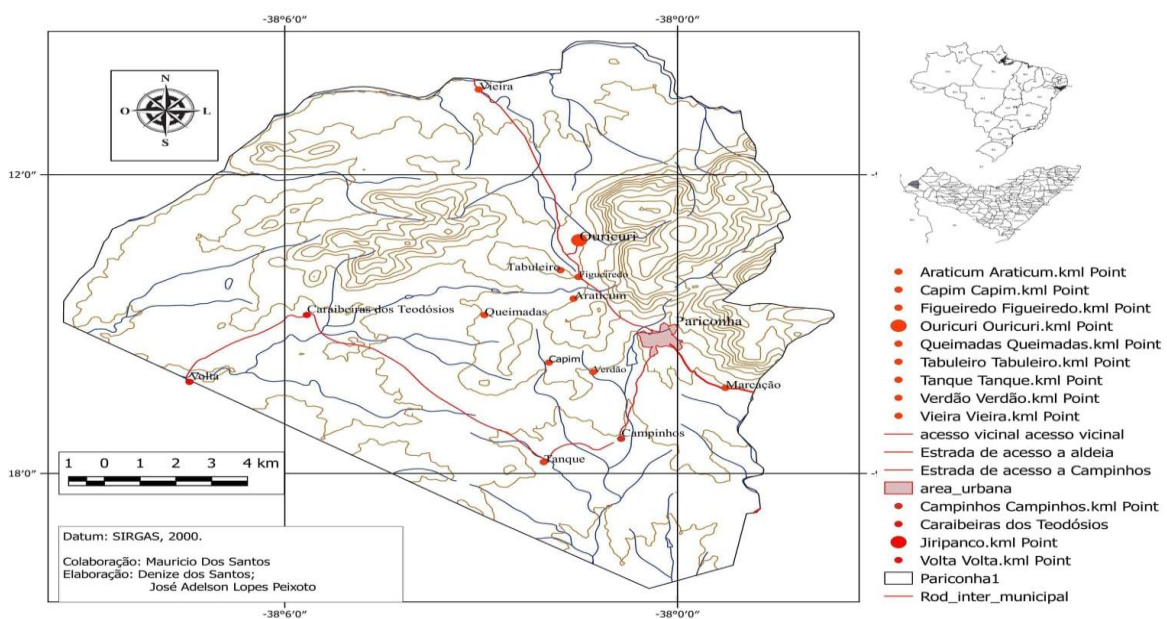 -38°6'0"
-38°0'0"
N
O
L
S
Vieira
12'0"
Ouricuri
Tabuleiro
Figueiredo
Araticum
Caraibeiras dos Teodósios
Queimadas
Pariconha
Capim
Verdão
Volta
Marcação
Campinhos
Tanque
1 0 1 2 3 4 km
18'0"
Datum: SIRGAS, 2000.
Colaboração: Mauricio Dos Santos
Elaboração: Denize dos Santos;
José Adelson Lopes Peixoto
-38°6'0"
-38°0'0"
Araticum Araticum.kml Point
Capim Capim.kml Point
Figueiredo Figueiredo.kml Point
Ouricuri Ouricuri.kml Point
Queimadas Queimadas.kml Point
Tabuleiro Tabuleiro.kml Point
Tanque Tanque.kml Point
Verdão Verdão.kml Point
Vieira Vieira.kml Point
acesso vicinal acesso vicinal
Estrada de acesso a aldeia
Estrada de acesso a Campinhos
area_urbana
Campinhos Campinhos.kml Point
Caraibeiras dos Teodósios
Jiripanco.kml Point
Volta Volta.kml Point
Pariconha1
Rod_inter_municipal